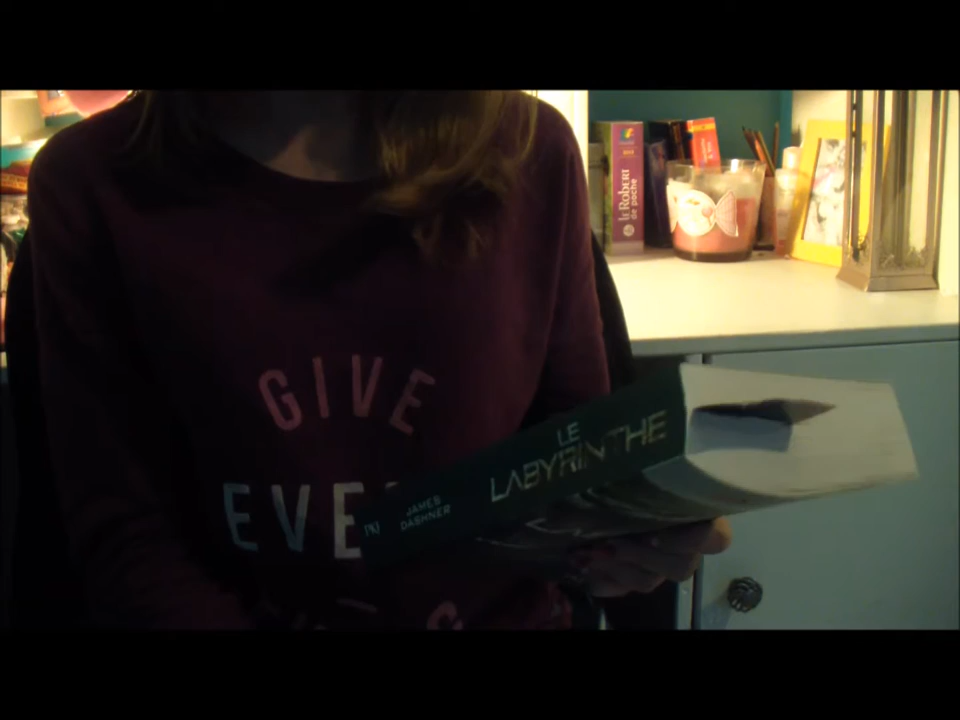 le Robert
de poche
GIVE
EVE
LE
LABYRINTHE
JAMES
DASHNER